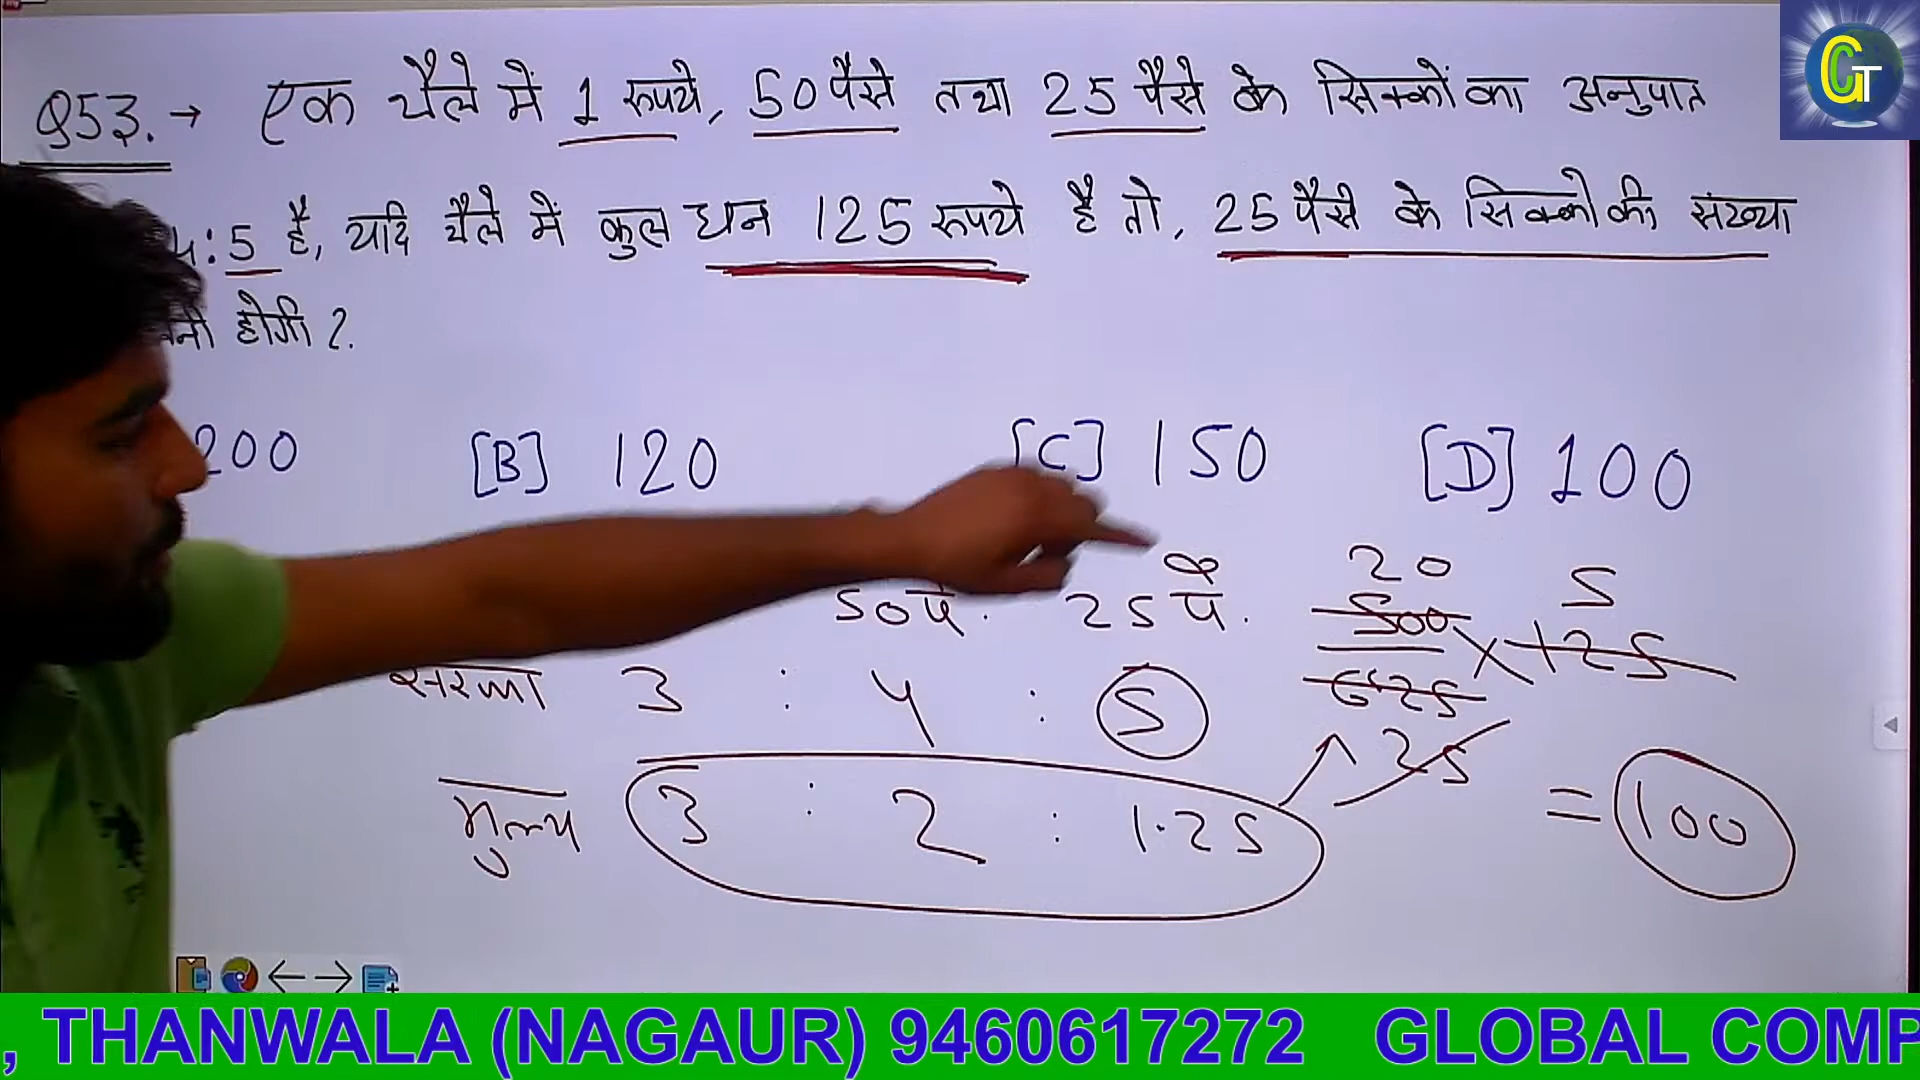 Q53. → एक थैले में 1 रूपये, 50 पैसे तथा 25 पैसे के सिक्कों का अनुपात
4:5 है, यदि थैले में कुल धन 125 रूपये है तो, 25 पैसे के सिक्को की संख्या
होगी ?.
200 [B] 120 [C] 150 [D] 100
50 पै. 25 पै.
3 : 4 : 5
मूल्य 3 : 2 : 1.25
20 5
500 × 125
625
25
= 100
GT
, THANWALA (NAGAUR) 9460617272 GLOBAL COMP